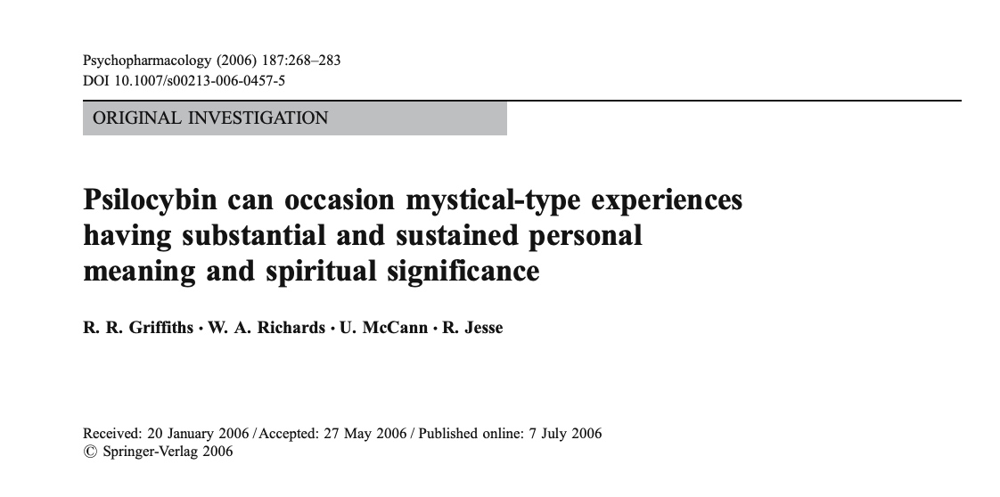 Psychopharmacology (2006) 187:268–283
DOI 10.1007/s00213-006-0457-5
ORIGINAL INVESTIGATION
Psilocybin can occasion mystical-type experiences
having substantial and sustained personal
meaning and spiritual significance
R. R. Griffiths · W. A. Richards · U. McCann · R. Jesse
Received: 20 January 2006 / Accepted: 27 May 2006 / Published online: 7 July 2006
© Springer-Verlag 2006